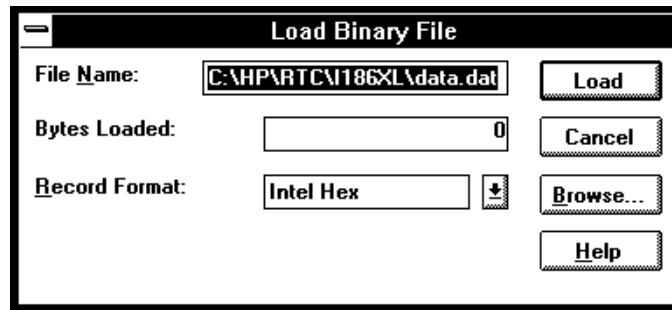 Load Binary File
File Name: C:\HP\RTC\I186XL\data.dat Load
Bytes Loaded: 0 Cancel
Record Format: Intel Hex Browse...
Help